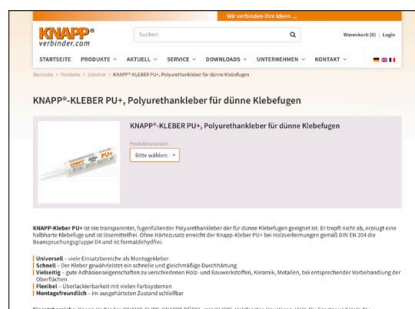 Wir verbinden Ihre Ideen ...
KNAPP®
verbinder.com
Suchen
Warenkorb (0) | Login
STARTSEITE PRODUKTE AKTUELL SERVICE DOWNLOADS UNTERNEHMEN KONTAKT
Startseite > Produkte > Zubehör > KNAPP®-KLEBER PU+, Polyurethankleber für dünne Klebefugen
KNAPP®-KLEBER PU+, Polyurethankleber für dünne Klebefugen
KNAPP®-KLEBER PU+, Polyurethankleber für dünne Klebefugen
Produktvarianten:
Bitte wählen:
KNAPP-Kleber PU+ ist ein transparenter, fugenfüllender Polyurethankleber der für dünne Klebefugen geeignet ist. Er tropft nicht ab, erzeugt eine
halbharte Klebefuge und ist lösemittelfrei. Ohne Härtezusatz erreicht der Knapp-Kleber PU+ bei Holzverleimungen gemäß DIN EN 204 die
Beanspruchungsgruppe D4 und ist formaldehydfrei.
Universell – viele Einsatzbereiche als Montagekleber
Schnell – Der Kleber gewährleistet ein schnelle und gleichmäßige Durchhärtung
Vielseitig – gute Adhäsionseigenschaften zu verschiedenen Holz- und Bauwerkstoffen, Keramik, Metallen, bei entsprechender Vorbehandlung der
Oberflächen
Flexibel – Überlackierbarkeit mit vielen Farbsystemen
Montagefreundlich – Im ausgehärteten Zustand schleifbar